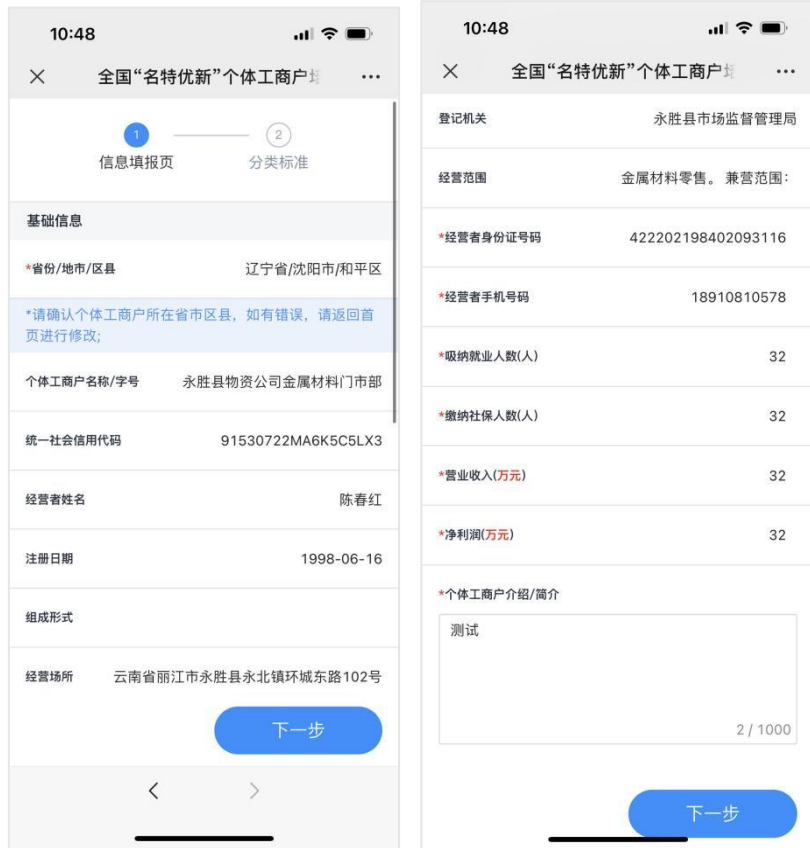 10:48
全国“名特优新”个体工商户
1
2
信息填报页
分类标准
基础信息
*省份/地市/区县
辽宁省/沈阳市/和平区
*请确认个体工商户所在省市区县，如有错误，请返回首
页进行修改;
个体工商户名称/字号
永胜县物资公司金属材料门市部
统一社会信用代码
91530722MA6K5C5LX3
经营者姓名
陈春红
注册日期
1998-06-16
组成形式
经营场所
云南省丽江市永胜县永北镇环城东路102号
下一步
10:48
全国“名特优新”个体工商户
登记机关
永胜县市场监督管理局
经营范围
金属材料零售。 兼营范围：
*经营者身份证号码
422202198402093116
*经营者手机号码
18910810578
*吸纳就业人数(人)
32
*缴纳社保人数(人)
32
*营业收入(万元)
32
*净利润(万元)
32
*个体工商户介绍/简介
测试
2 / 1000
下一步